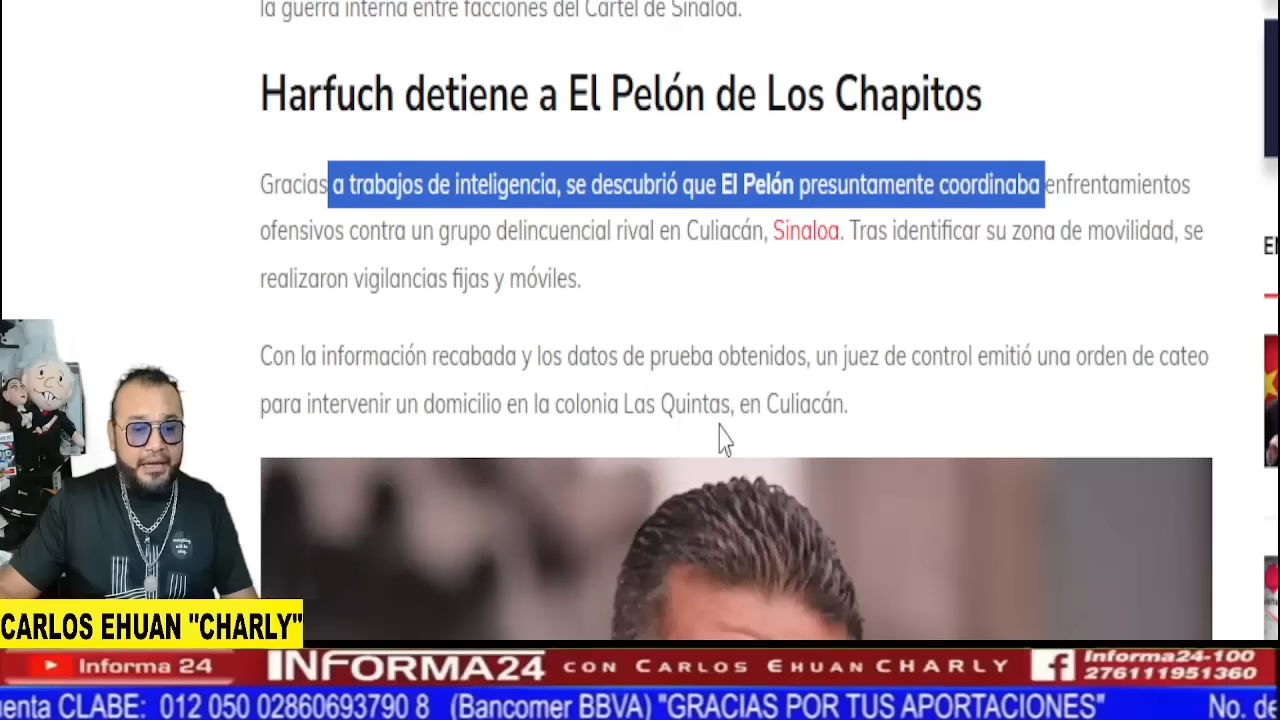 la guerra interna entre facciones del Cártel de Sinaloa.
Harfuch detiene a El Pelón de Los Chapitos
Gracias a trabajos de inteligencia, se descubrió que El Pelón presuntamente coordinaba enfrentamientos
ofensivos contra un grupo delincuencial rival en Culiacán, Sinaloa. Tras identificar su zona de movilidad, se
realizaron vigilancias fijas y móviles.
Con la información recabada y los datos de prueba obtenidos, un juez de control emitió una orden de cateo
para intervenir un domicilio en la colonia Las Quintas, en Culiacán.
CARLOS EHUAN "CHARLY"
Informa 24
INFORMA24 CON CARLOS EHUAN CHARLY
Informa24-100
276111951360
enta CLABE: 012 050 02860693790 8 (Bancomer BBVA) "GRACIAS POR TUS APORTACIONES" No. de